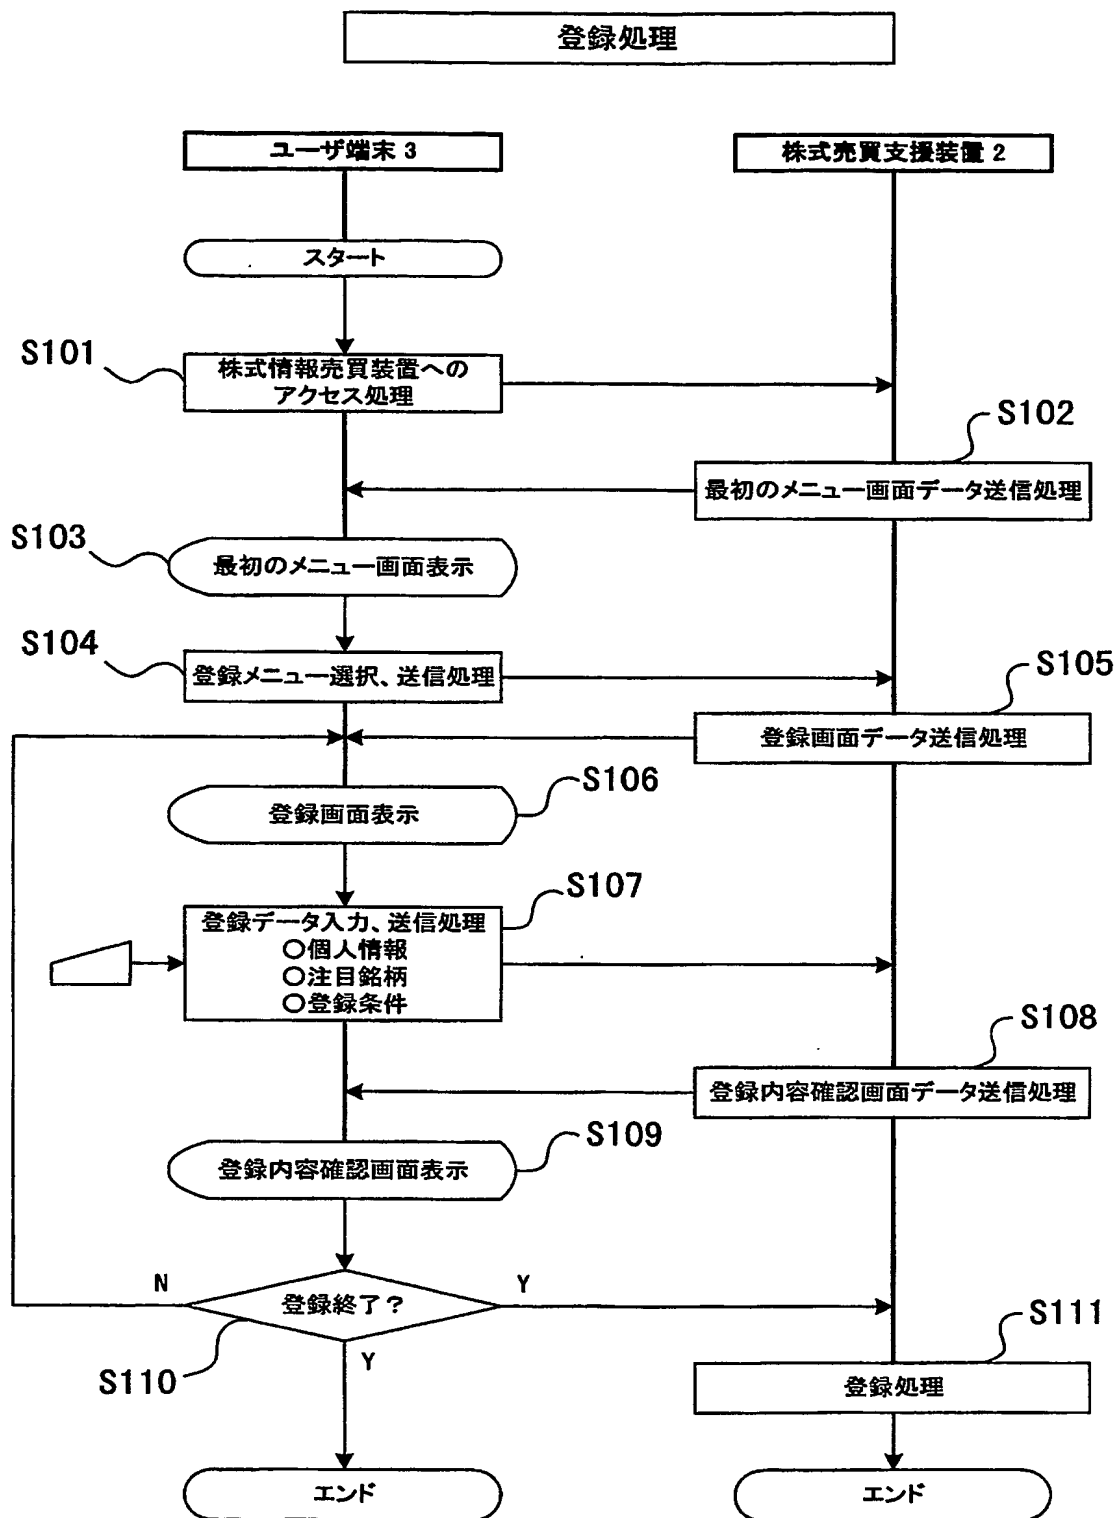 登録処理
ユーザ端末 3
株式売買支援装置 2
スタート
S101
株式情報売買装置への
アクセス処理
S102
最初のメニュー画面データ送信処理
S103
最初のメニュー画面表示
S104
登録メニュー選択、送信処理
S105
登録画面データ送信処理
S106
登録画面表示
S107
登録データ入力、送信処理
○個人情報
○注目銘柄
○登録条件
S108
登録内容確認画面データ送信処理
S109
登録内容確認画面表示
N
登録終了?
Y
S110
Y
S111
登録処理
エンド
エンド